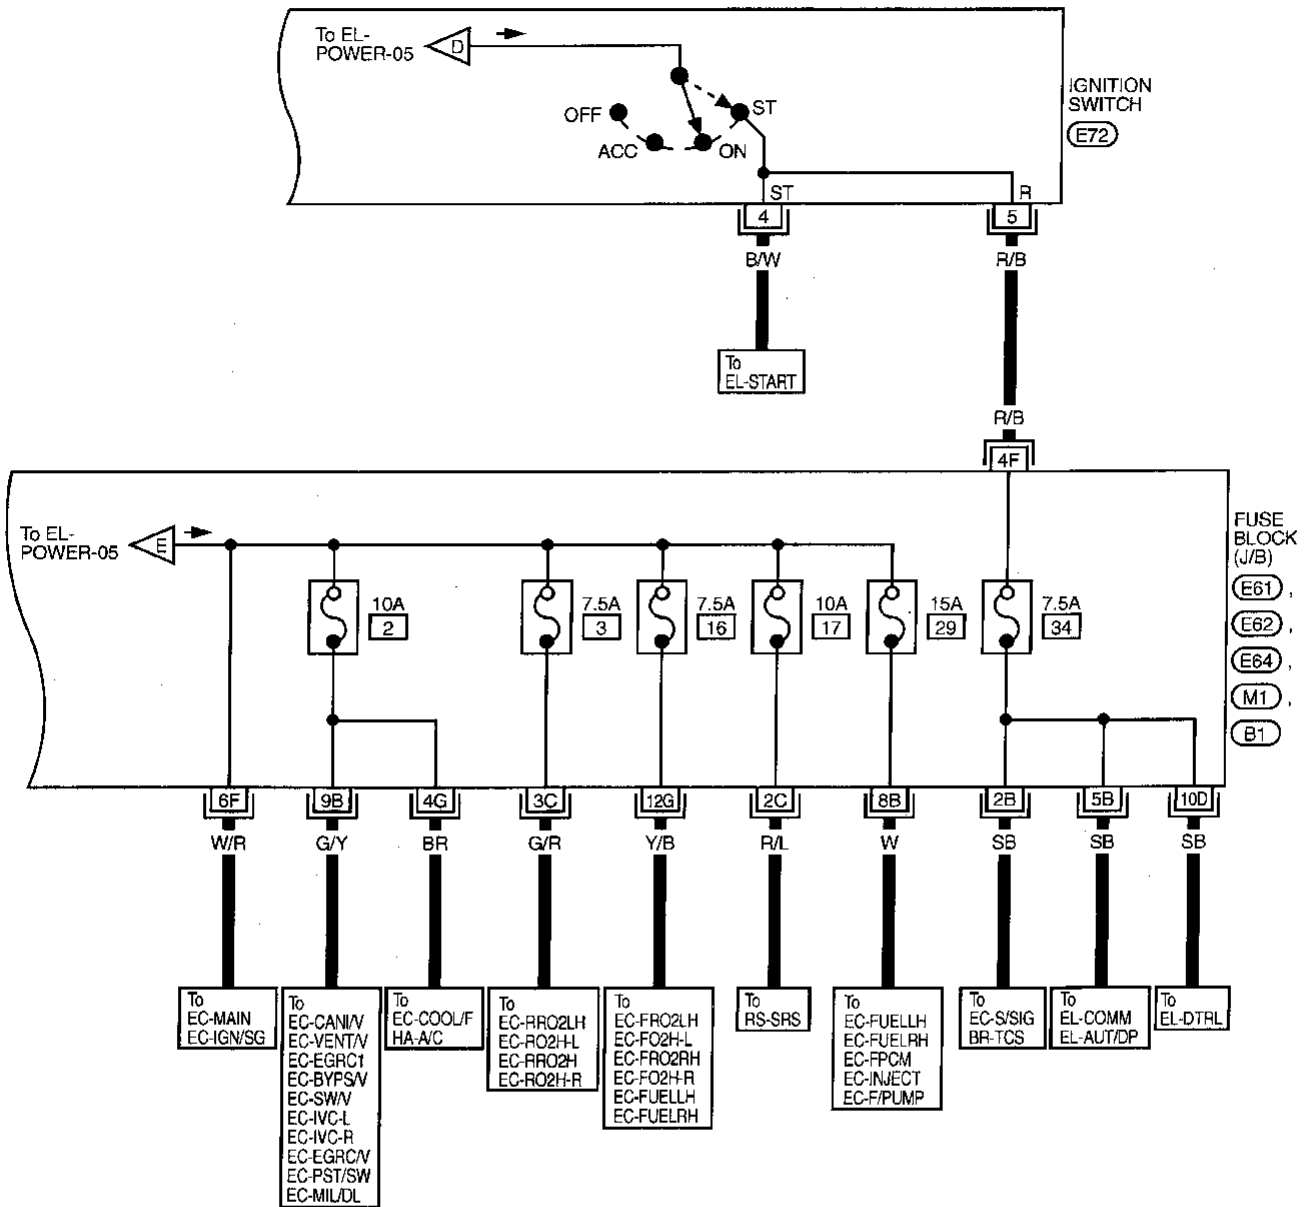 To EL-
POWER-05
D
OFF
ACC
ON
ST
IGNITION
SWITCH
E72
ST
R
4
5
B/W
R/B
To
EL-START
R/B
4F
To EL-
POWER-05
E
FUSE
BLOCK
(J/B)
E61 ,
E62 ,
E64 ,
M1 ,
B1
10A
2
7.5A
3
7.5A
16
10A
17
15A
29
7.5A
34
6F
9B
4G
3C
12G
2C
8B
2B
5B
10D
W/R
G/Y
BR
G/R
Y/B
R/L
W
SB
SB
SB
To
EC-MAIN
EC-IGN/SG
To
EC-CANI/V
EC-VENT/V
EC-EGRC1
EC-BYPS/V
EC-SW/V
EC-IVC-L
EC-IVC-R
EC-EGRC/V
EC-PST/SW
EC-MIL/DL
To
EC-COOL/F
HA-A/C
To
EC-RRO2LH
EC-RO2H-L
EC-RRO2H
EC-RO2H-R
To
EC-FRO2LH
EC-FO2H-L
EC-FRO2RH
EC-FO2H-R
EC-FUELLH
EC-FUELRH
To
RS-SRS
To
EC-FUELLH
EC-FUELRH
EC-FPCM
EC-INJECT
EC-F/PUMP
To
EC-S/SIG
BR-TCS
To
EL-COMM
EL-AUT/DP
To
EL-DTRL